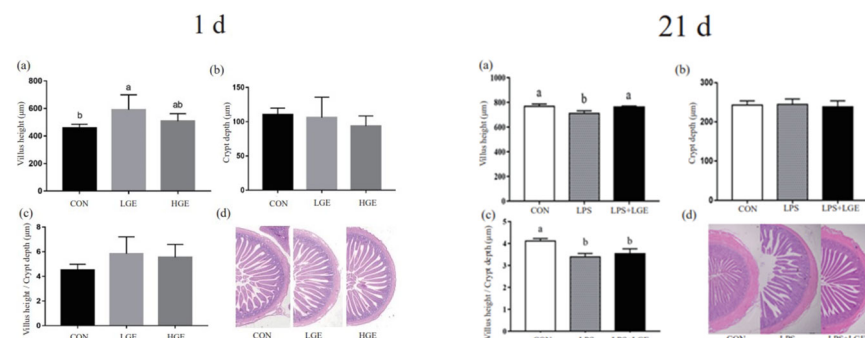 1 d
21 d
(a)
Villus height (μm)
800
600
400
200
0
b
a
ab
CON
LGE
HGE
(b)
Crypt depth (μm)
150
100
50
0
CON
LGE
HGE
(c)
Villus height / Crypt depth (μm)
8
6
4
2
0
CON
LGE
HGE
(d)
CON
LGE
HGE
(a)
Villus height (μm)
1000
800
600
400
200
0
a
b
a
CON
LPS
LPS+LGE
(b)
Crypt depth (μm)
300
200
100
0
CON
LPS
LPS+LGE
(c)
Villus height / Crypt depth (μm)
5
4
3
2
1
0
a
b
b
CON
LPS
LPS+LGE
(d)
CON
LPS
LPS+LGE